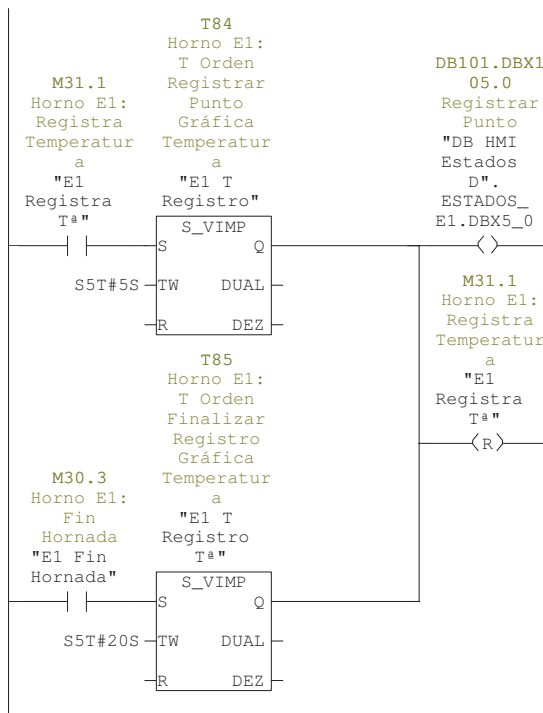 T84
Horno E1:
T Orden
Registrar
Punto
Gráfica
Temperatur
a
"E1 T
Registro"
M31.1
Horno E1:
Registra
Temperatur
a
"E1
Registra
Tª"
DB101.DBX1
05.0
Registrar
Punto
"DB HMI
Estados
D".
ESTADOS_
E1.DBX5_0
S_VIMP
S Q
S5T#5S TW DUAL
R DEZ
M31.1
Horno E1:
Registra
Temperatur
a
"E1
Registra
Tª"
R
T85
Horno E1:
T Orden
Finalizar
Registro
Gráfica
Temperatur
a
"E1 T
Registro
Tª"
M30.3
Horno E1:
Fin
Hornada
"E1 Fin
Hornada"
S_VIMP
S Q
S5T#20S TW DUAL
R DEZ